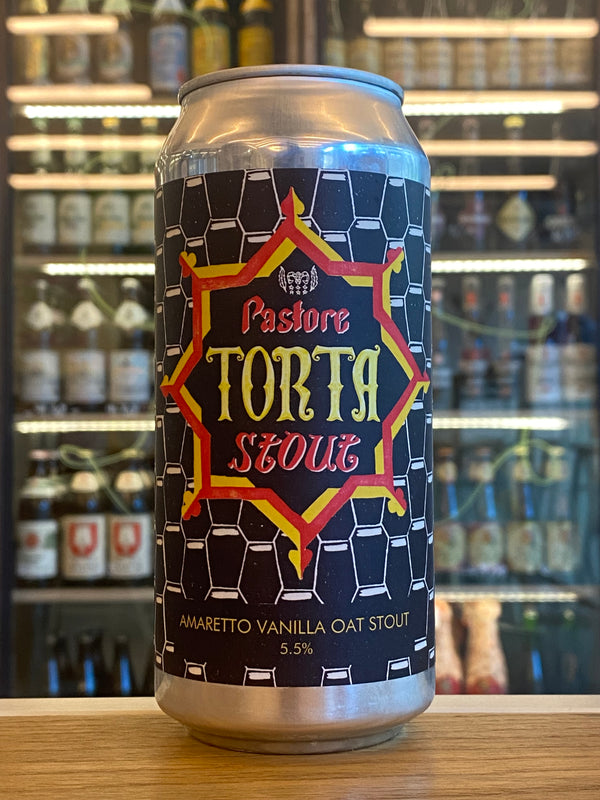 Pastore
TORTA
Stout
AMARETTO VANILLA OAT STOUT
5.5%